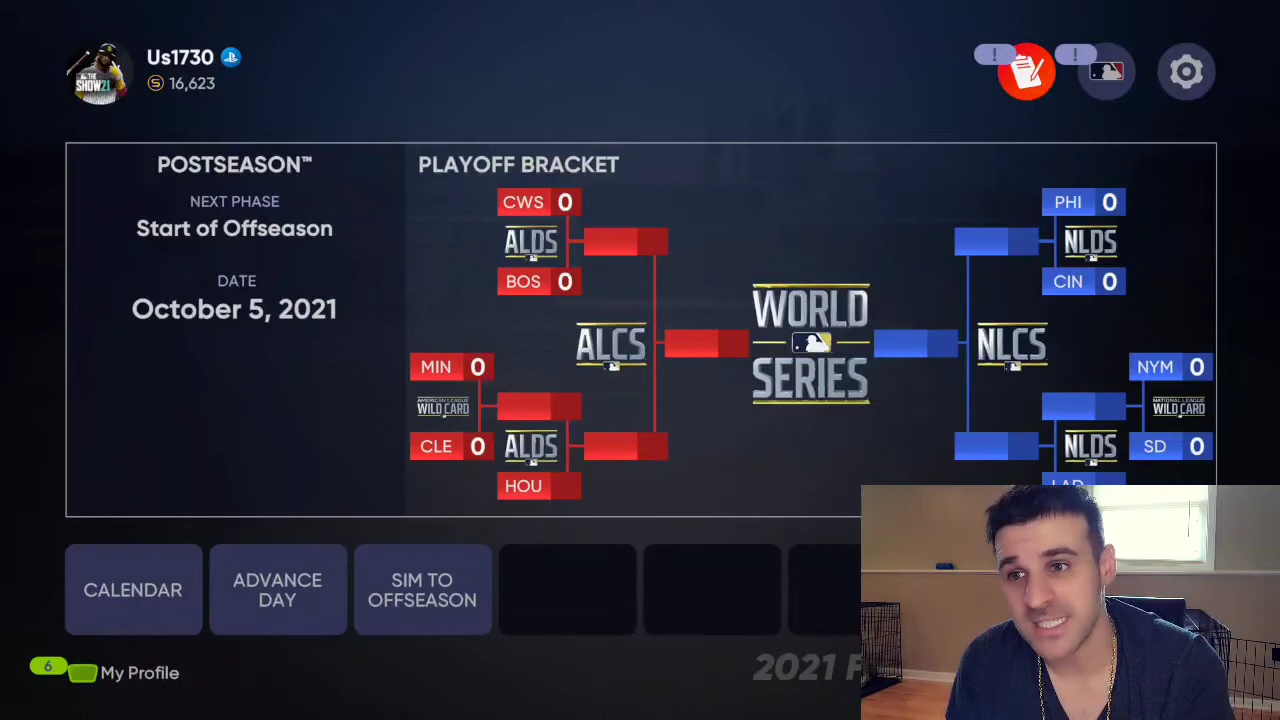 Us1730
S 16,623
THE
SHOW21
!
!
POSTSEASON™
NEXT PHASE
Start of Offseason
DATE
October 5, 2021
PLAYOFF BRACKET
CWS 0
ALDS
BOS 0
MIN 0
AMERICAN LEAGUE
WILD CARD
CLE 0
ALDS
HOU
ALCS
WORLD
SERIES
PHI 0
NLDS
CIN 0
NLCS
NYM 0
NATIONAL LEAGUE
WILD CARD
SD 0
NLDS
LAD
CALENDAR
ADVANCE
DAY
SIM TO
OFFSEASON
6
My Profile
2021